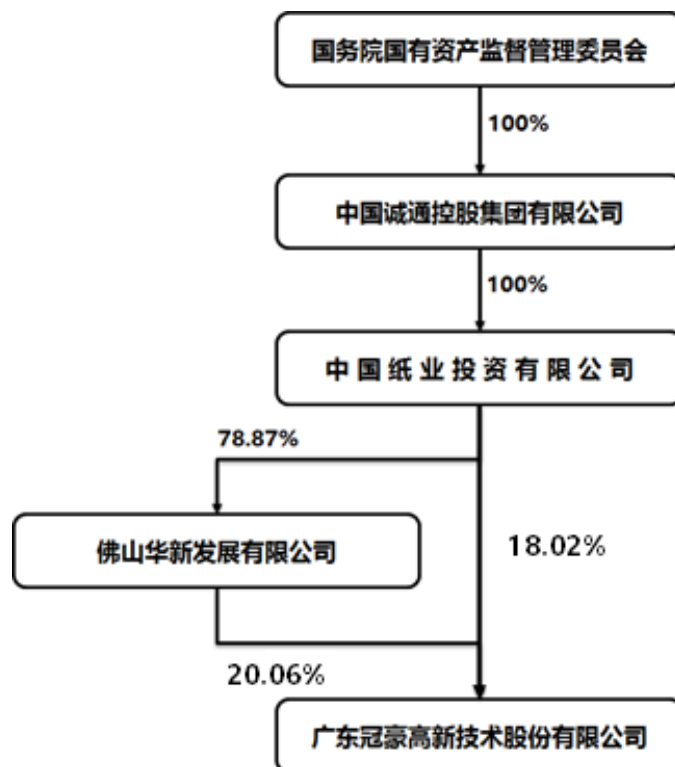 国务院国有资产监督管理委员会
100%
中国诚通控股集团有限公司
100%
中国纸业投资有限公司
78.87%
佛山华新发展有限公司
18.02%
20.06%
广东冠豪高新技术股份有限公司